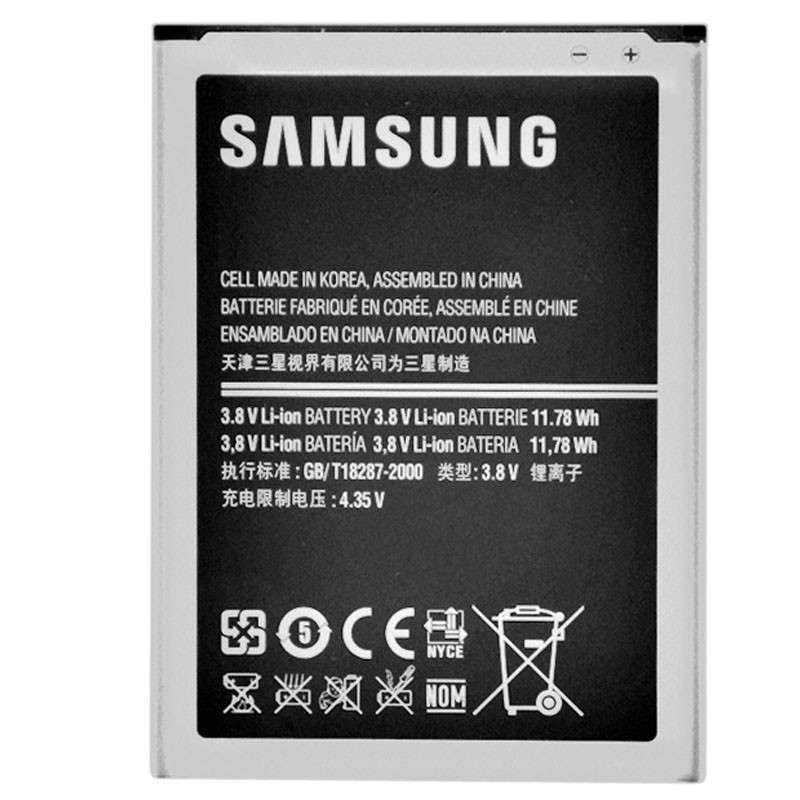 − +
SAMSUNG
CELL MADE IN KOREA, ASSEMBLED IN CHINA
BATTERIE FABRIQUÉ EN CORÉE, ASSEMBLÉ EN CHINE
ENSAMBLADO EN CHINA / MONTADO NA CHINA
天津三星视界有限公司为三星制造
3.8 V Li-ion BATTERY 3.8 V Li-ion BATTERIE 11.78 Wh
3,8 V Li-ion BATERÍA 3,8 V Li-ion BATERIA 11,78 Wh
执行标准 : GB/T18287-2000 类型: 3.8 V 锂离子
充电限制电压 : 4.35 V
5 CE NYCE
NOM